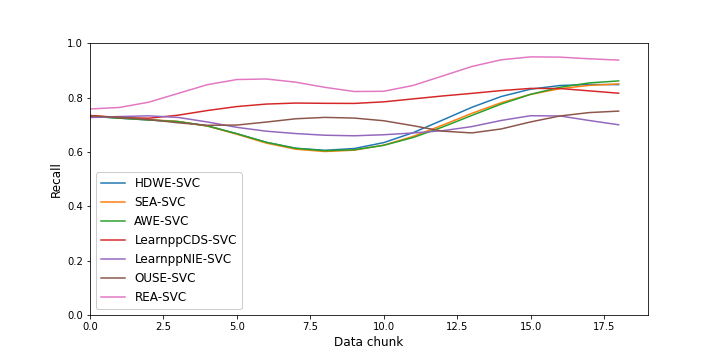 1.0
0.8
0.6
0.4
0.2
0.0
Recall
HDWE-SVC
SEA-SVC
AWE-SVC
LearnppCDS-SVC
LearnppNIE-SVC
OUSE-SVC
REA-SVC
0.0 2.5 5.0 7.5 10.0 12.5 15.0 17.5
Data chunk